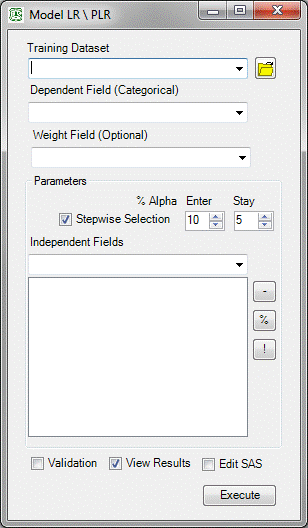 Model LR \ PLR
Training Dataset
Dependent Field (Categorical)
Weight Field (Optional)
Parameters
% Alpha Enter Stay
Stepwise Selection 10 5
Independent Fields
-
%
!
Validation View Results Edit SAS
Execute